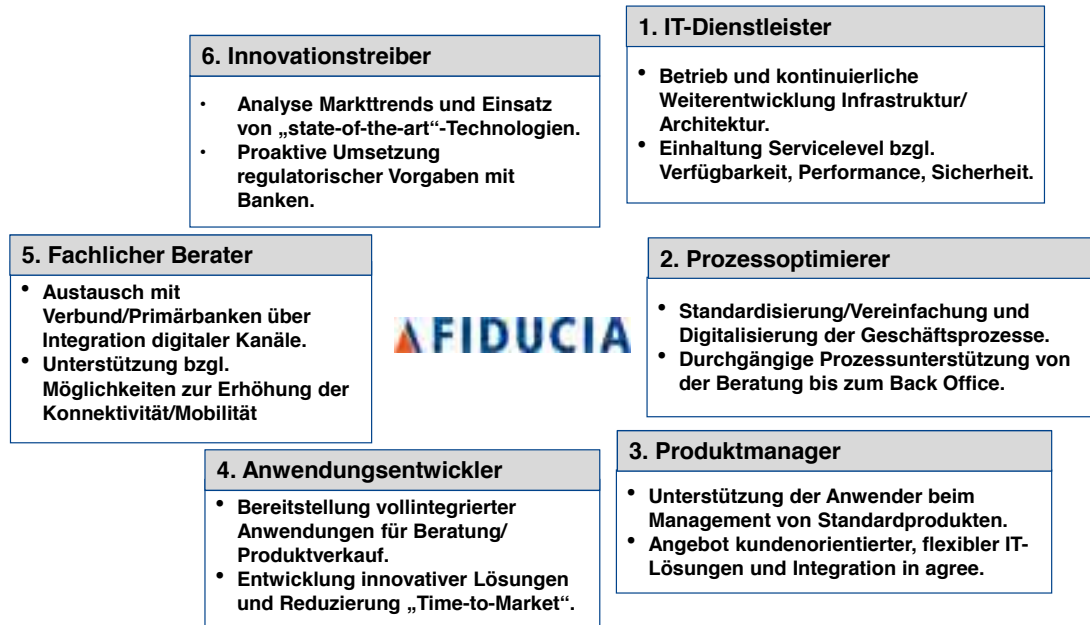 1. IT-Dienstleister
• Betrieb und kontinuierliche
Weiterentwicklung Infrastruktur/
Architektur.
• Einhaltung Servicelevel bzgl.
Verfügbarkeit, Performance, Sicherheit.
2. Prozessoptimierer
• Standardisierung/Vereinfachung und
Digitalisierung der Geschäftsprozesse.
• Durchgängige Prozessunterstützung von
der Beratung bis zum Back Office.
3. Produktmanager
• Unterstützung der Anwender beim
Management von Standardprodukten.
• Angebot kundenorientierter, flexibler IT-
Lösungen und Integration in agree.
4. Anwendungsentwickler
• Bereitstellung vollintegrierter
Anwendungen für Beratung/
Produktverkauf.
• Entwicklung innovativer Lösungen
und Reduzierung „Time-to-Market“.
5. Fachlicher Berater
• Austausch mit
Verbund/Primärbanken über
Integration digitaler Kanäle.
• Unterstützung bzgl.
Möglichkeiten zur Erhöhung der
Konnektivität/Mobilität
6. Innovationstreiber
• Analyse Markttrends und Einsatz
von „state-of-the-art“-Technologien.
• Proaktive Umsetzung
regulatorischer Vorgaben mit
Banken.
FIDUCIA